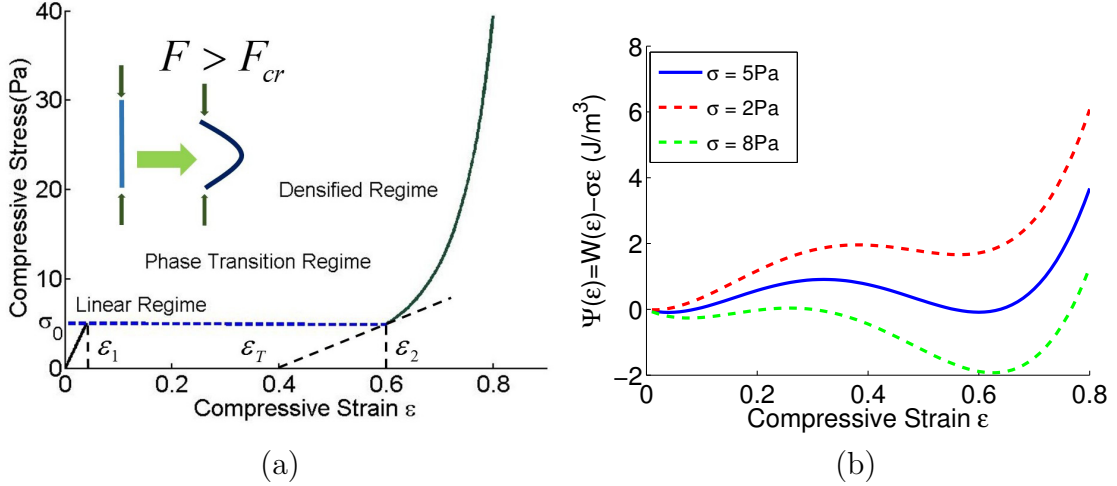 Compressive Stress(Pa)
40
30
20
10
σ0
0
F > Fcr
Densified Regime
Phase Transition Regime
Linear Regime
ε1
εT
ε2
0
0.2
0.4
0.6
0.8
Compressive Strain ε
(a)
Ψ(ε)=W(ε)−σε (J/m³)
8
6
4
2
0
−2
σ = 5Pa
σ = 2Pa
σ = 8Pa
0
0.2
0.4
0.6
0.8
Compressive Strain ε
(b)